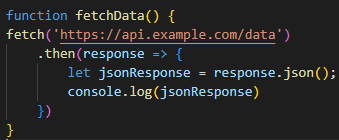 function fetchData() {
fetch('https://api.example.com/data')
    .then(response => {
        let jsonResponse = response.json();
        console.log(jsonResponse)
    })
}